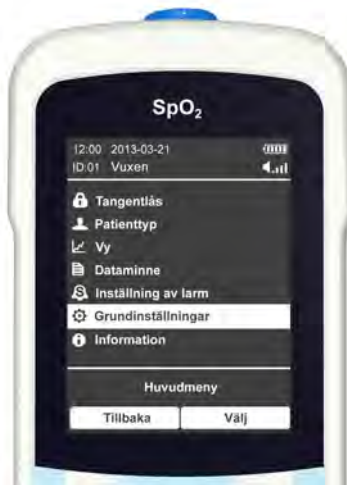 SpO₂
12:00 2013-03-21
ID:01 Vuxen
Tangentlås
Patienttyp
Vy
Dataminne
Inställning av larm
Grundinställningar
Information
Huvudmeny
Tillbaka Välj